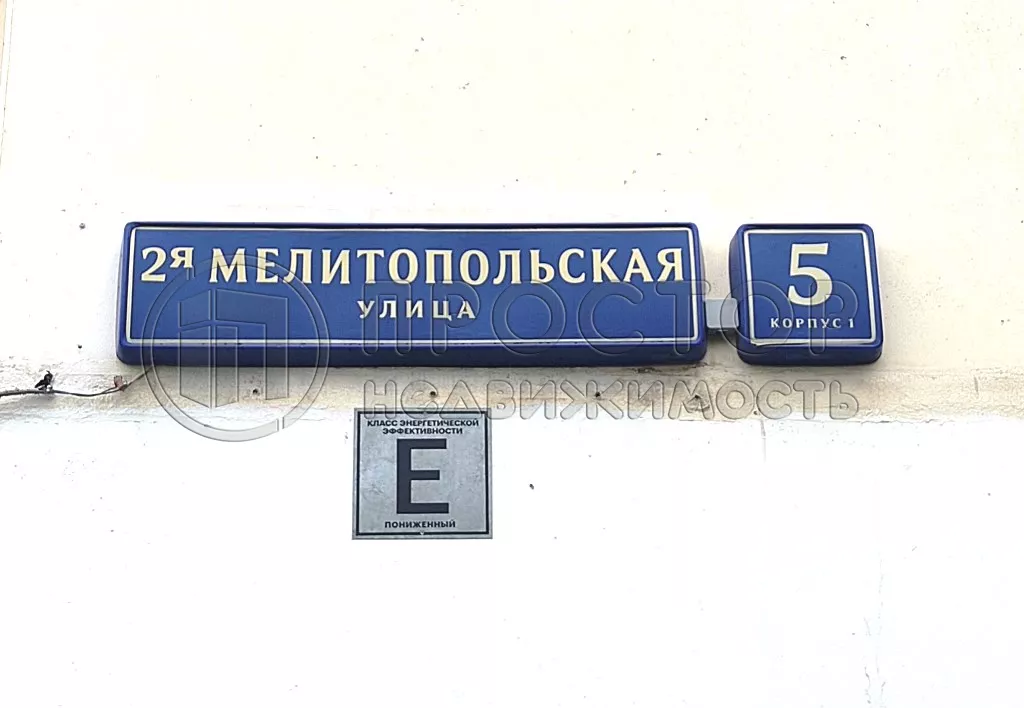 2я МЕЛИТОПОЛЬСКАЯ
УЛИЦА
5
КОРПУС 1
ПРОСТОР
НЕДВИЖИМОСТЬ
КЛАСС ЭНЕРГЕТИЧЕСКОЙ
ЭФФЕКТИВНОСТИ
E
ПОНИЖЕННЫЙ